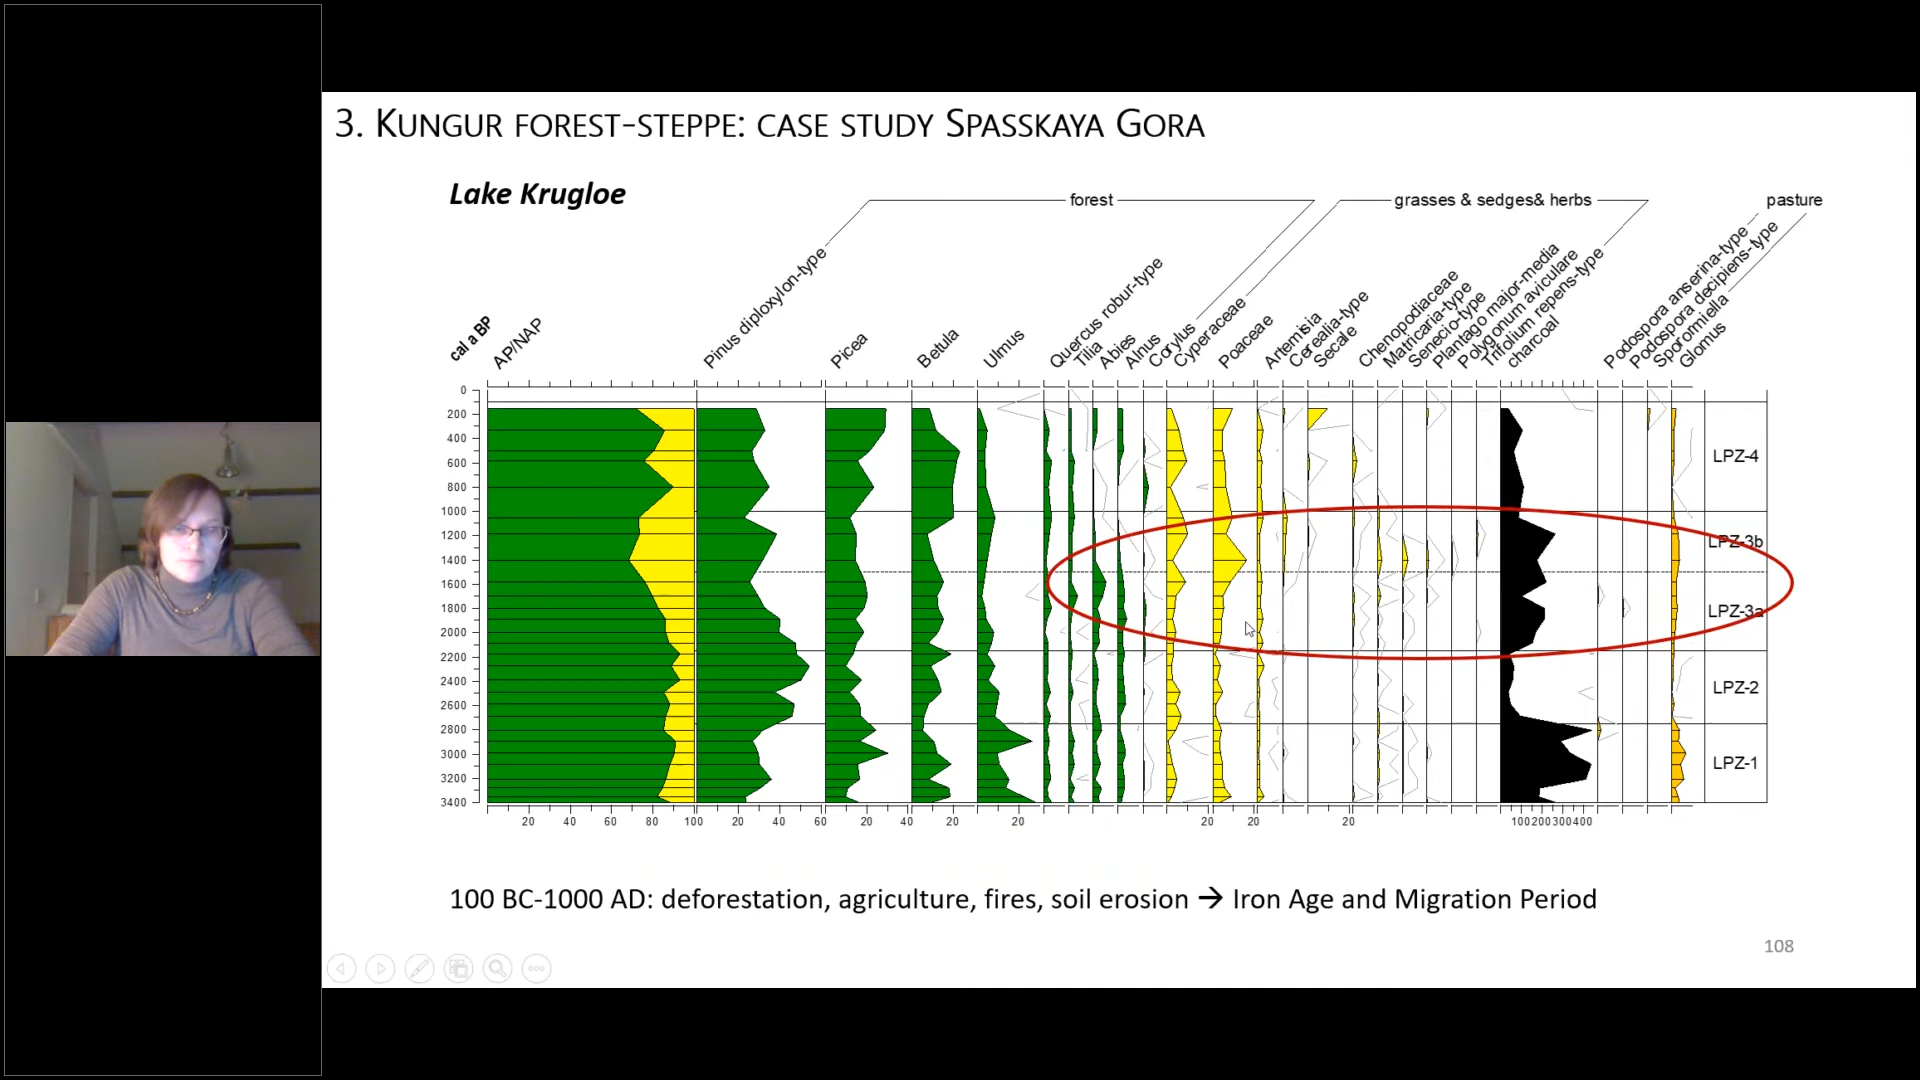 3. Kungur forest-steppe: case study Spasskaya Gora
Lake Krugloe
forest
grasses & sedges& herbs
pasture
cal a BP
AP/NAP
Pinus diploxylon-type
Picea
Betula
Ulmus
Quercus robur-type
Tilia
Abies
Alnus
Corylus
Cyperaceae
Poaceae
Artemisia
Cerealia-type
Secale
Chenopodiaceae
Matricaria-type
Senecio-type
Plantago major-media
Polygonum aviculare
Trifolium repens-type
charcoal
Podospora anserina-type
Podospora decipiens-type
Sporormiella
Glomus
0
200
400
600
800
1000
1200
1400
1600
1800
2000
2200
2400
2600
2800
3000
3200
3400
LPZ-4
LPZ-3b
LPZ-3a
LPZ-2
LPZ-1
20 40 60 80 100 20 40 60 20 40 20 20 20 20 20 100 200 300 400
100 BC-1000 AD: deforestation, agriculture, fires, soil erosion → Iron Age and Migration Period
108